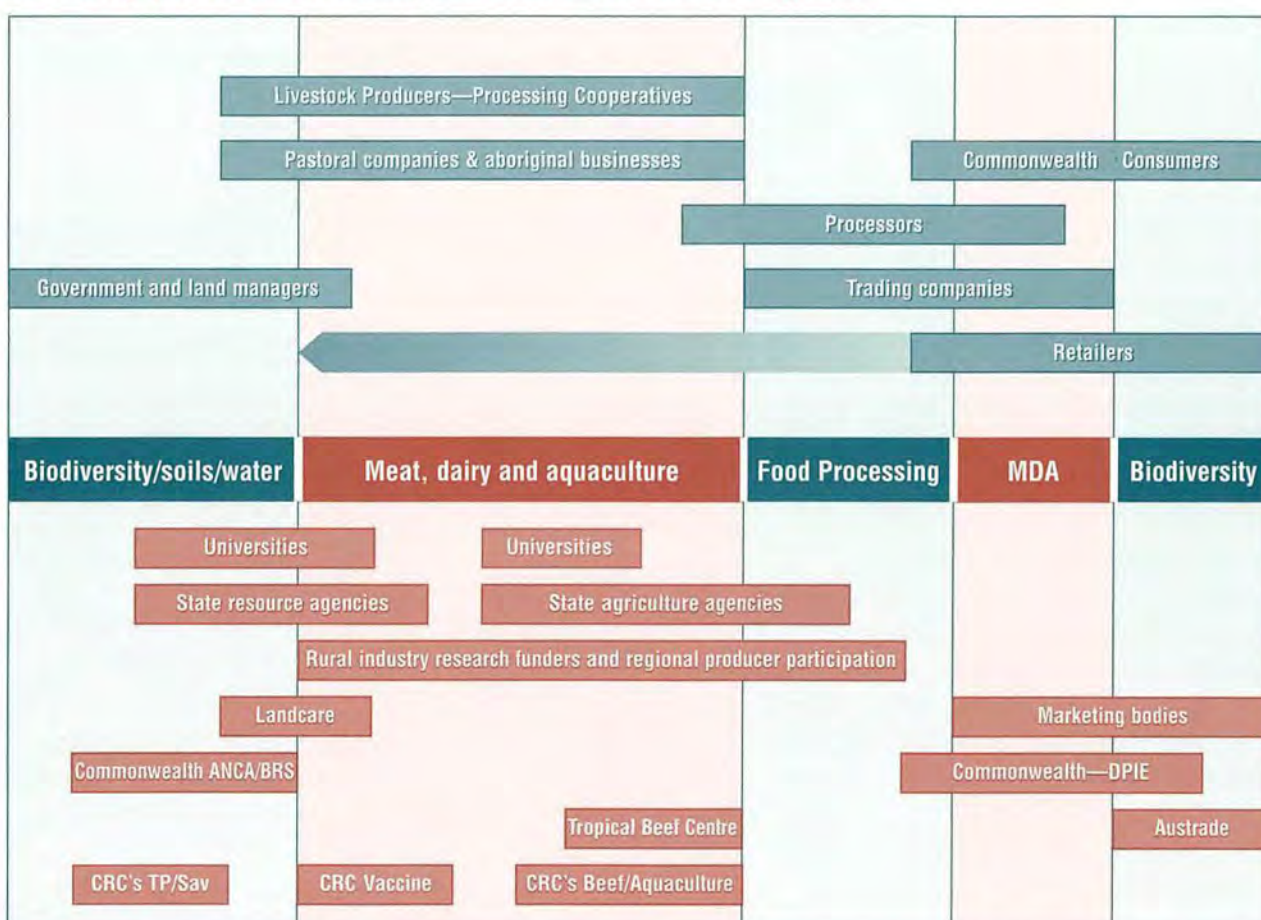 Livestock Producers—Processing Cooperatives
Pastoral companies & aboriginal businesses
Commonwealth Consumers
Processors
Government and land managers
Trading companies
Retailers
Biodiversity/soils/water
Meat, dairy and aquaculture
Food Processing
MDA
Biodiversity
Universities
Universities
State resource agencies
State agriculture agencies
Rural industry research funders and regional producer participation
Landcare
Marketing bodies
Commonwealth ANCA/BRS
Commonwealth—DPIE
Tropical Beef Centre
Austrade
CRC's TP/Sav
CRC Vaccine
CRC's Beef/Aquaculture